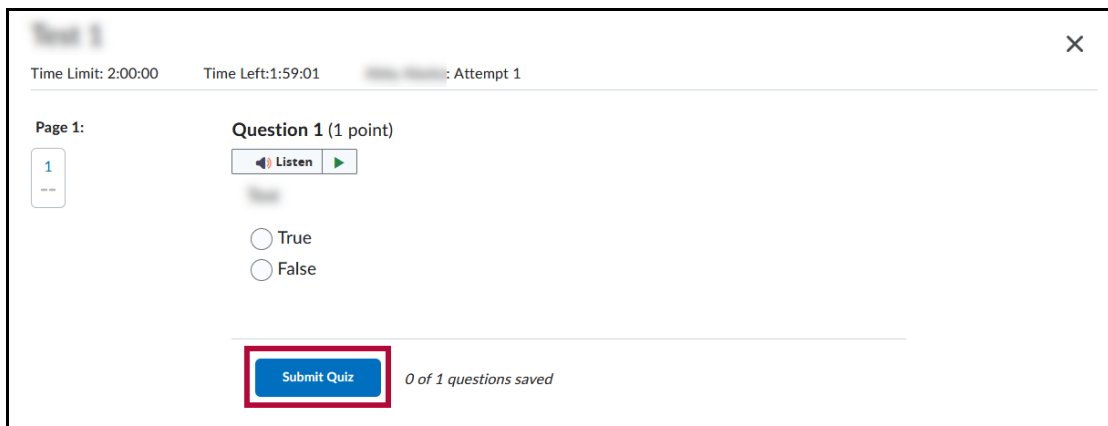 Time Limit: 2:00:00 Time Left:1:59:01 : Attempt 1
Page 1:
1
--
Question 1 (1 point)
Listen
True
False
Submit Quiz 0 of 1 questions saved